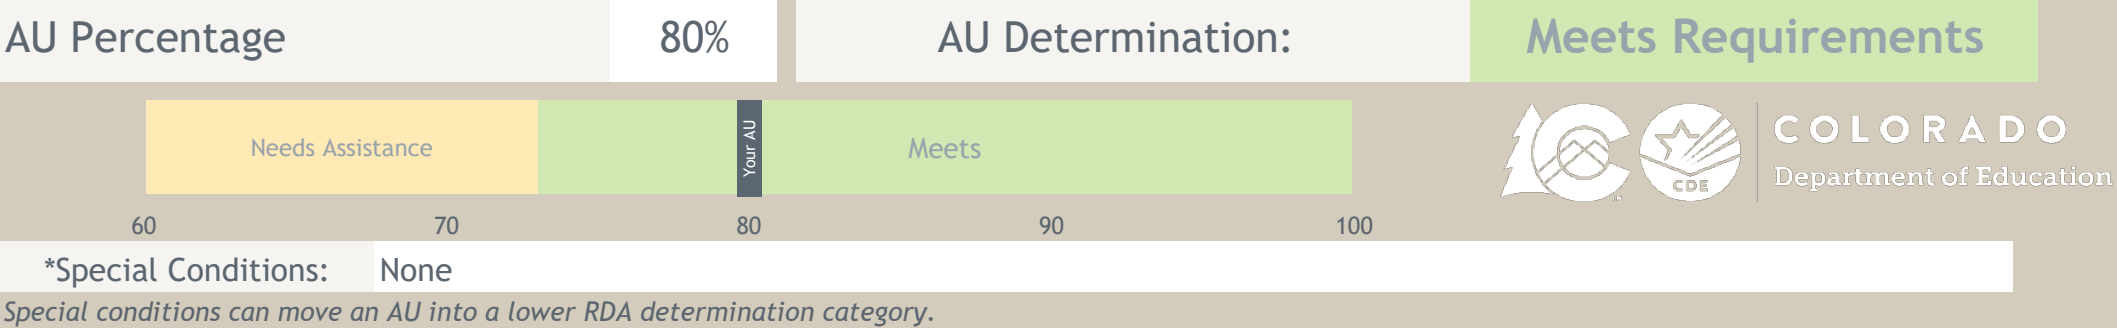 AU Percentage 80% AU Determination: Meets Requirements
Needs Assistance Your AU Meets
COLORADO
Department of Education
CDE
60 70 80 90 100
*Special Conditions: None
Special conditions can move an AU into a lower RDA determination category.